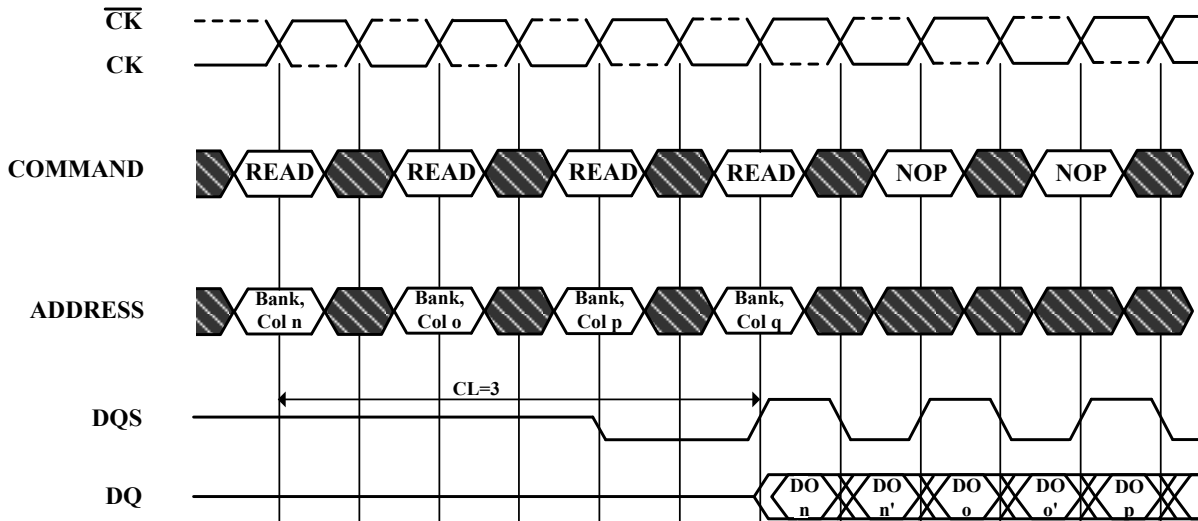 CK
CK
COMMAND
READ READ READ READ NOP NOP
ADDRESS
Bank, Bank, Bank, Bank,
Col n Col o Col p Col q
CL=3
DQS
DQ
DO DO DO DO DO
n n' o o' p